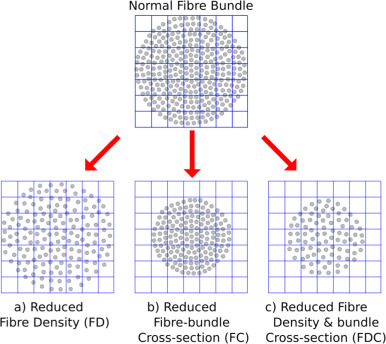 Normal Fibre Bundle
a) Reduced
Fibre Density (FD)
b) Reduced
Fibre-bundle
Cross-section (FC)
c) Reduced Fibre
Density & bundle
Cross-section (FDC)